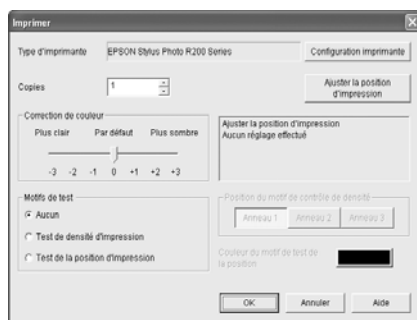 Imprimer
Type d'imprimante
EPSON Stylus Photo R200 Series
Configuration imprimante
Copies
1
Ajuster la position
d'impression
Correction de couleur
Plus clair Par défaut Plus sombre
-3 -2 -1 0 +1 +2 +3
Ajuster la position d'impression
Aucun réglage effectué
Motifs de test
Aucun
Test de densité d'impression
Test de la position d'impression
Position du motif de contrôle de densité
Anneau 1 Anneau 2 Anneau 3
Couleur du motif de test de
la position
OK Annuler Aide